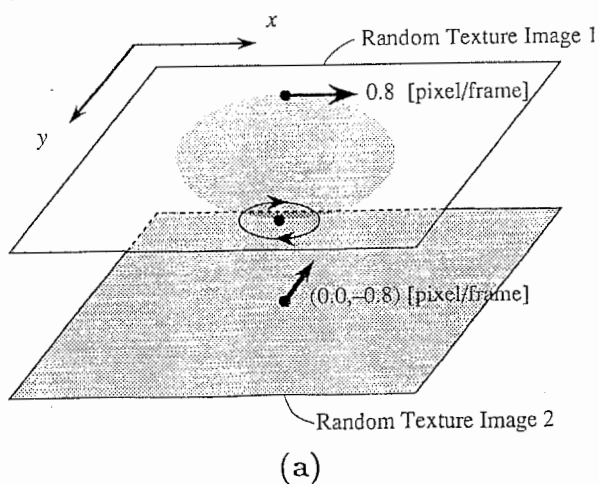 x
Random Texture Image 1
0.8 [pixel/frame]
y
(0.0,–0.8) [pixel/frame]
Random Texture Image 2
(a)